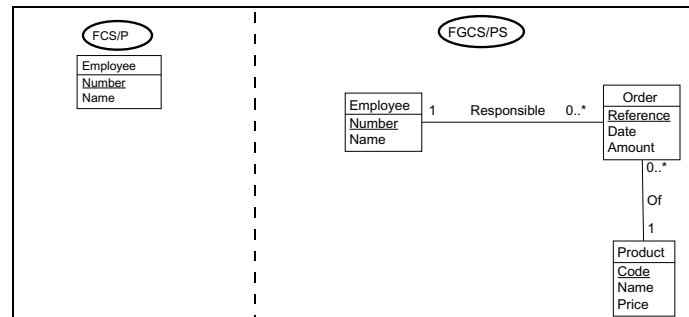 FCS/P
Employee
Number
Name
FGCS/PS
Employee
Number
Name
1 Responsible 0..*
Order
Reference
Date
Amount
0..*
Of
1
Product
Code
Name
Price